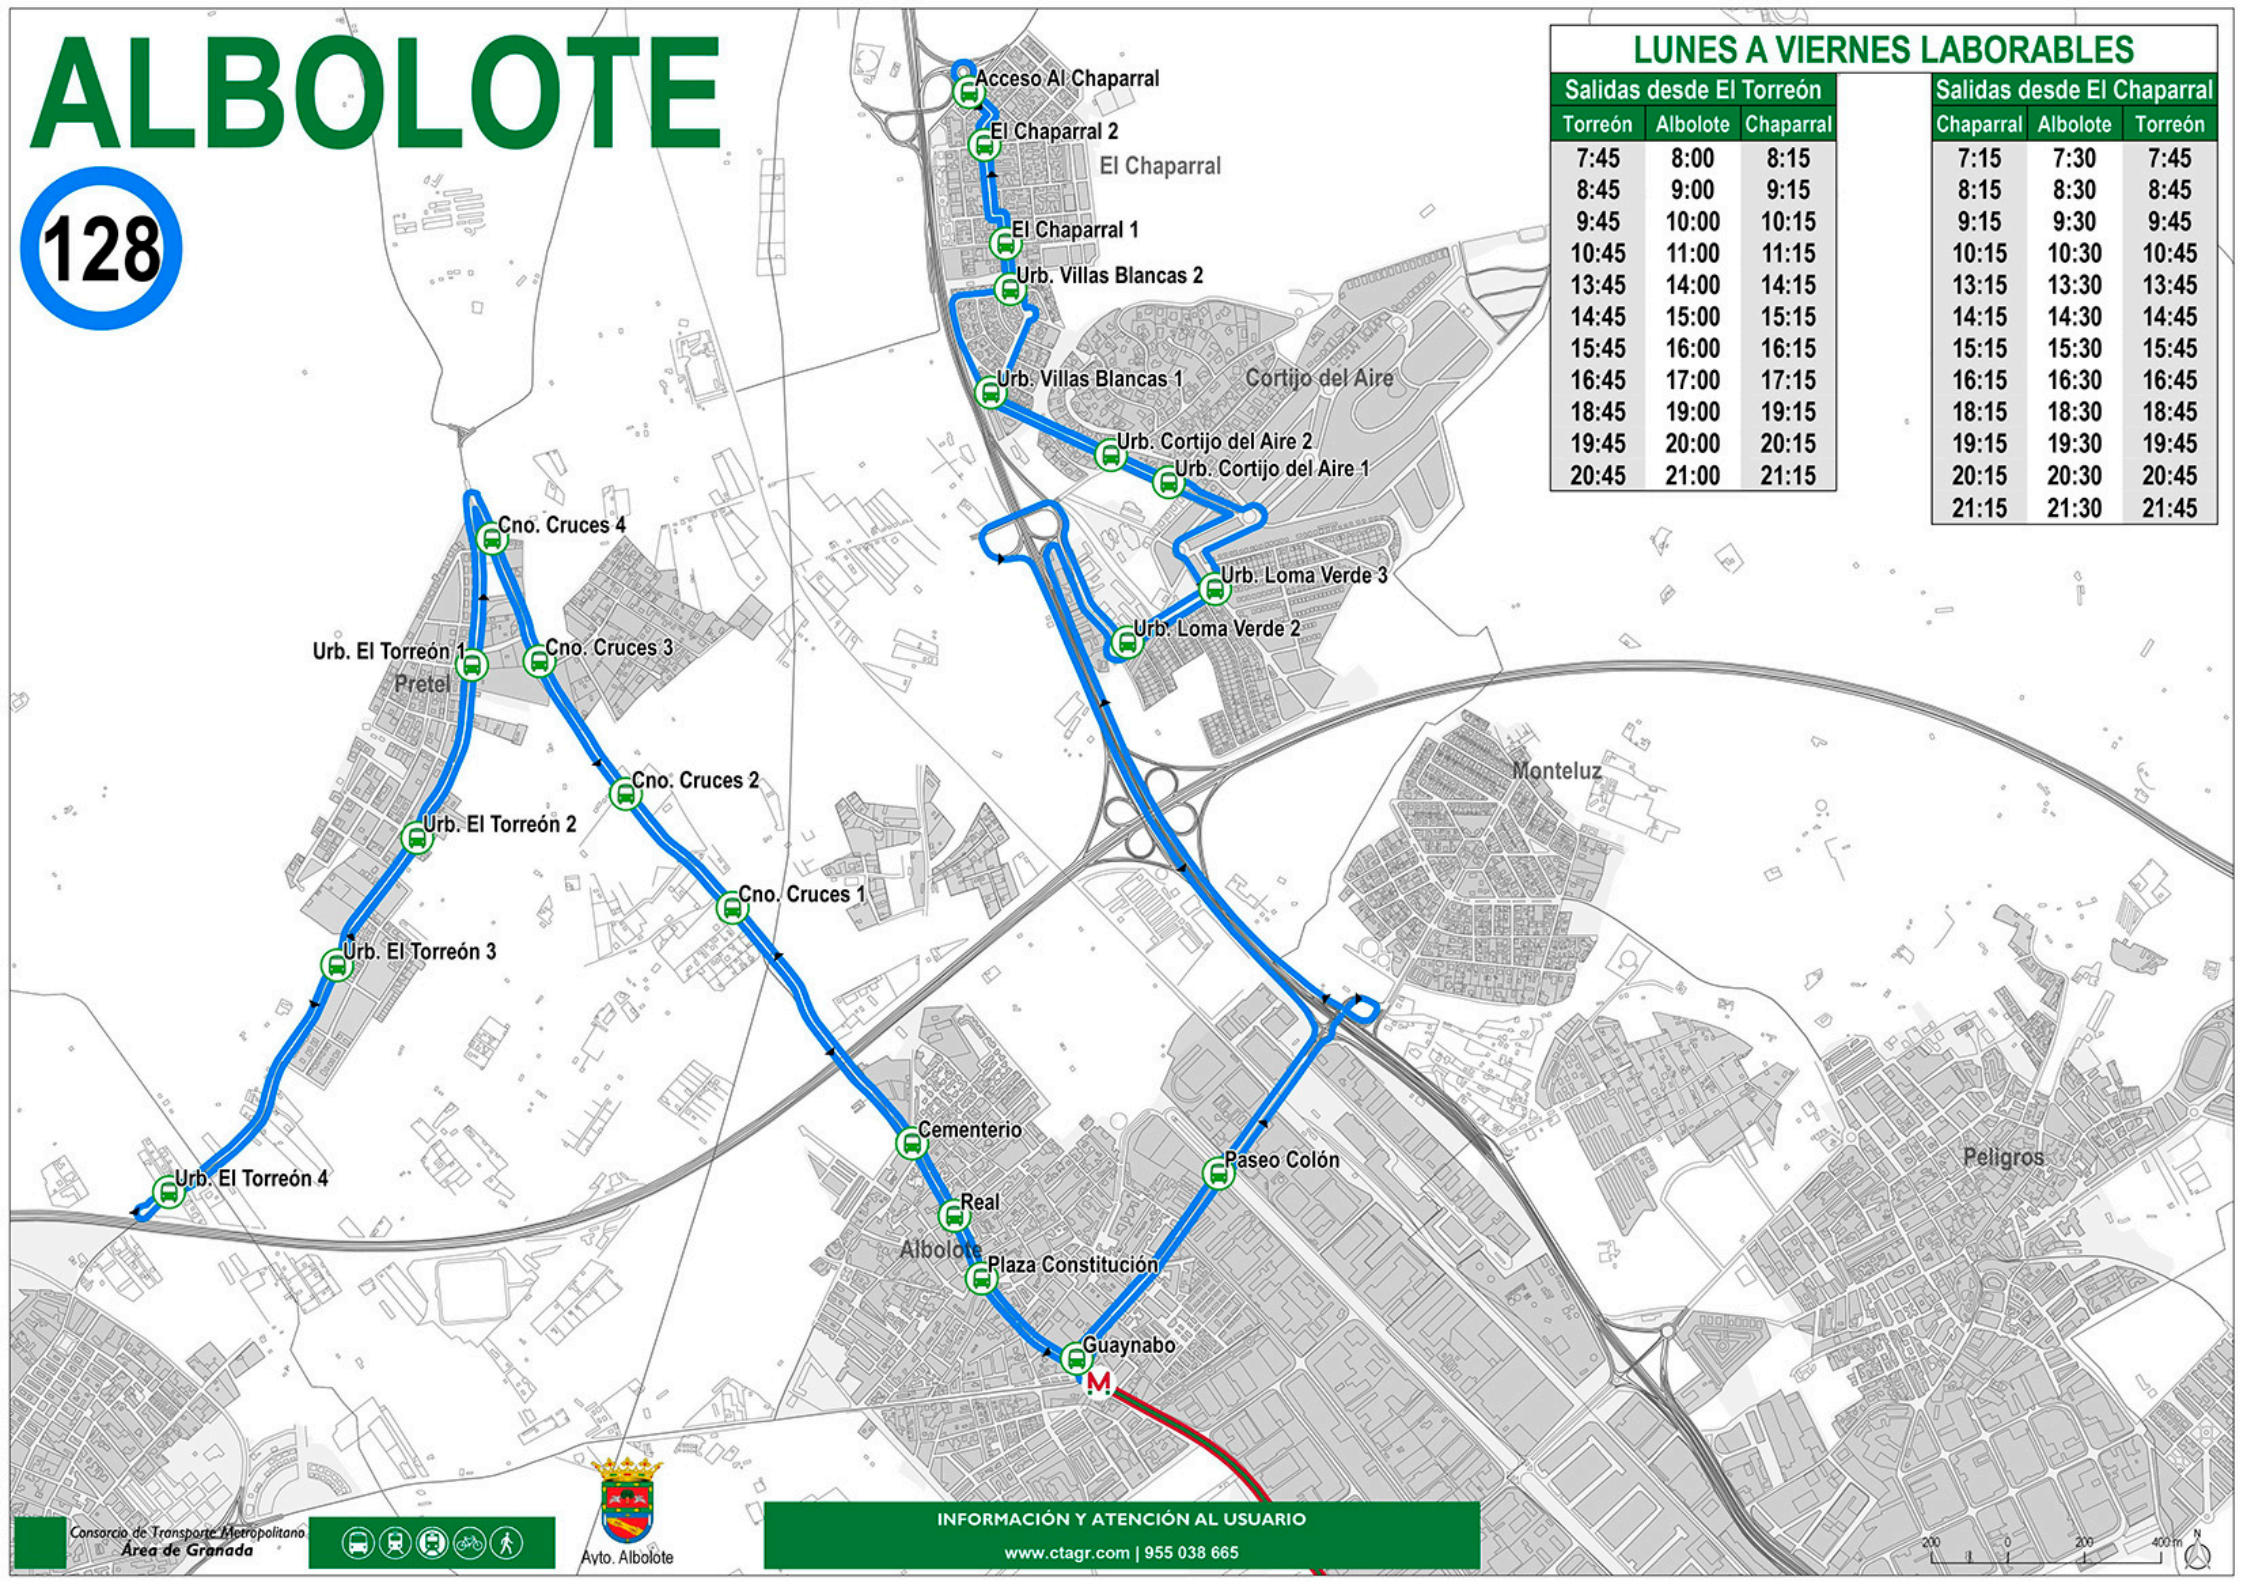 ALBOLOTE
128
LUNES A VIERNES LABORABLES
Salidas desde El Torreón
Torreón Albolote Chaparral
7:45 8:00 8:15
8:45 9:00 9:15
9:45 10:00 10:15
10:45 11:00 11:15
13:45 14:00 14:15
14:45 15:00 15:15
15:45 16:00 16:15
16:45 17:00 17:15
18:45 19:00 19:15
19:45 20:00 20:15
20:45 21:00 21:15
Salidas desde El Chaparral
Chaparral Albolote Torreón
7:15 7:30 7:45
8:15 8:30 8:45
9:15 9:30 9:45
10:15 10:30 10:45
13:15 13:30 13:45
14:15 14:30 14:45
15:15 15:30 15:45
16:15 16:30 16:45
18:15 18:30 18:45
19:15 19:30 19:45
20:15 20:30 20:45
21:15 21:30 21:45
Acceso Al Chaparral
El Chaparral 2
El Chaparral
El Chaparral 1
Urb. Villas Blancas 2
Urb. Villas Blancas 1
Cortijo del Aire
Urb. Cortijo del Aire 2
Urb. Cortijo del Aire 1
Cno. Cruces 4
Urb. Loma Verde 3
Urb. Loma Verde 2
Urb. El Torreón 1
Cno. Cruces 3
Pretel
Monteluz
Cno. Cruces 2
Urb. El Torreón 2
Cno. Cruces 1
Urb. El Torreón 3
Cementerio
Paseo Colón
Peligros
Urb. El Torreón 4
Real
Albolote
Plaza Constitución
Guaynabo
M
Consorcio de Transporte Metropolitano
Área de Granada
Ayto. Albolote
INFORMACIÓN Y ATENCIÓN AL USUARIO
www.ctagr.com | 955 038 665
200 0 200 400 m
N